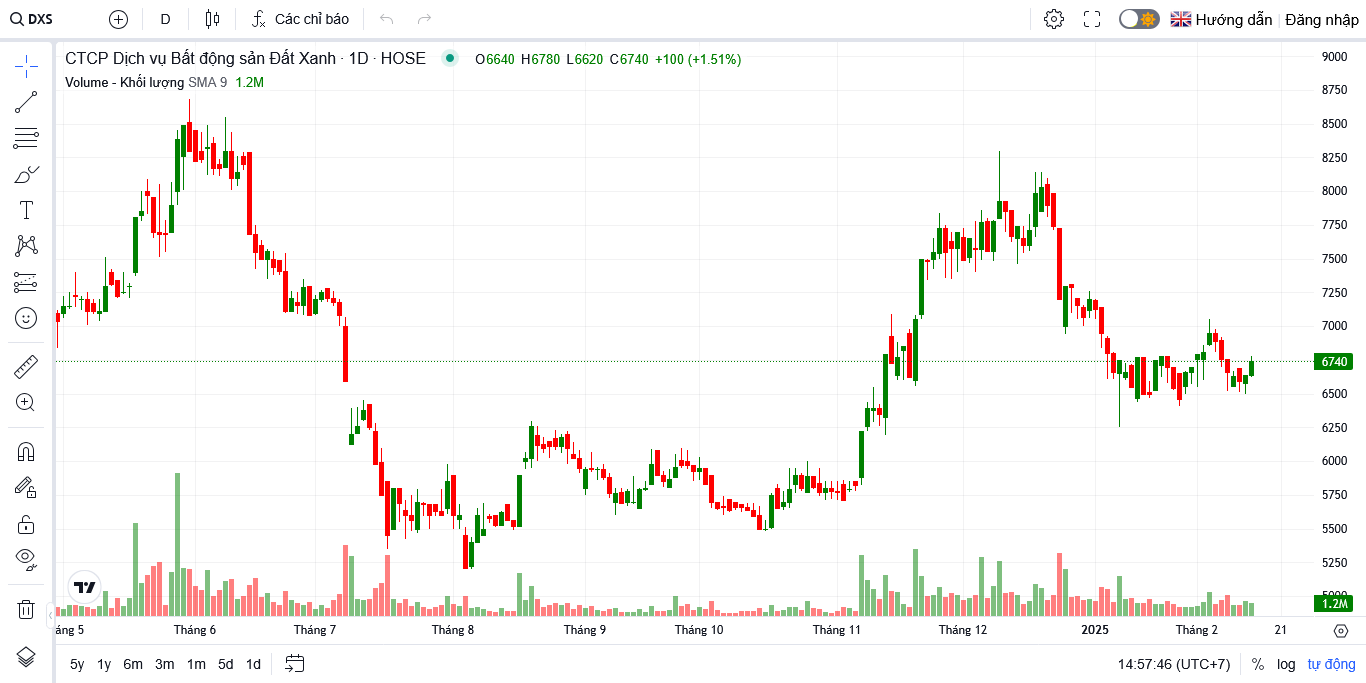 DXS
D
Các chỉ báo
Hướng dẫn
Đăng nhập
CTCP Dịch vụ Bất động sản Đất Xanh · 1D · HOSE O6640 H6780 L6620 C6740 +100 (+1.51%)
Volume - Khối lượng SMA 9 1.2M
9000
8750
8500
8250
8000
7750
7500
7250
7000
6740
6500
6250
6000
5750
5500
5250
5000
1.2M
áng 5 Tháng 6 Tháng 7 Tháng 8 Tháng 9 Tháng 10 Tháng 11 Tháng 12 2025 Tháng 2 21
5y 1y 6m 3m 1m 5d 1d 14:57:46 (UTC+7) % log tự động